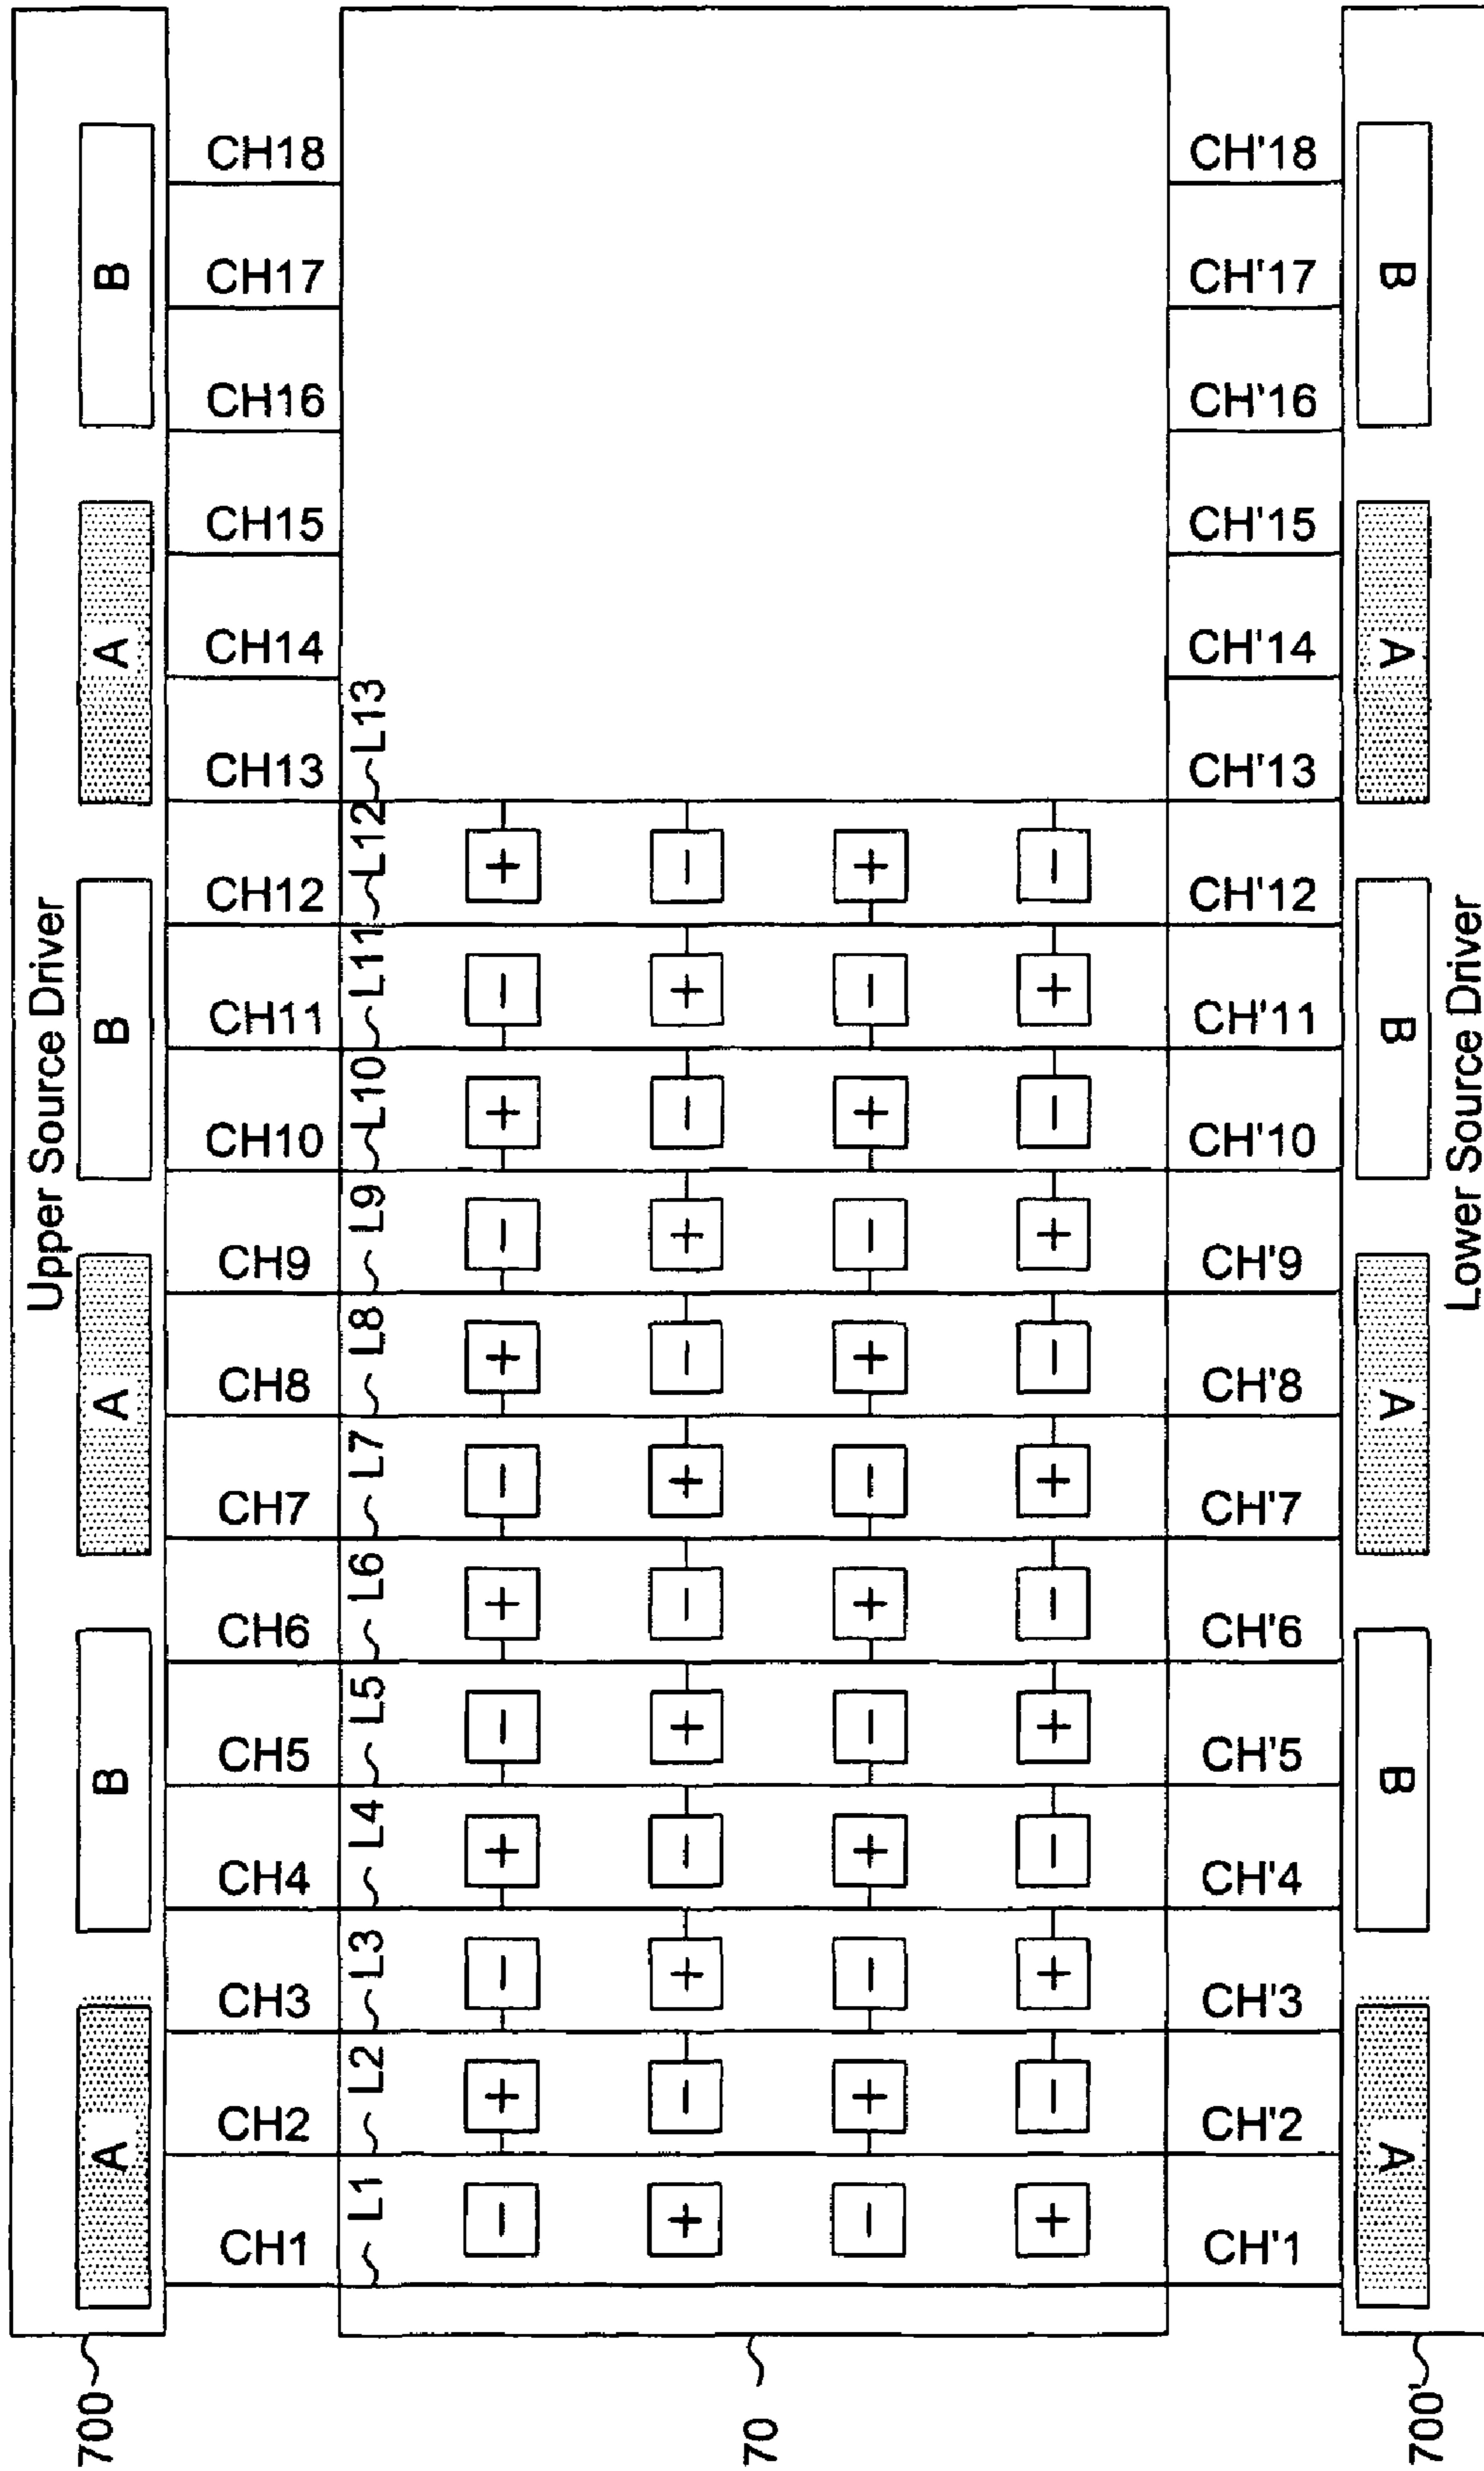 Upper Source Driver
700
A B A B A B
CH1 CH2 CH3 CH4 CH5 CH6 CH7 CH8 CH9 CH10 CH11 CH12 CH13 CH14 CH15 CH16 CH17 CH18
L1 L2 L3 L4 L5 L6 L7 L8 L9 L10 L11 L12 L13
− + − + − + − + − + − +
+ − + − + − + − + − + −
70
− + − + − + − + − + − +
+ − + − + − + − + − + −
CH'1 CH'2 CH'3 CH'4 CH'5 CH'6 CH'7 CH'8 CH'9 CH'10 CH'11 CH'12 CH'13 CH'14 CH'15 CH'16 CH'17 CH'18
A B A B A B
700'
Lower Source Driver